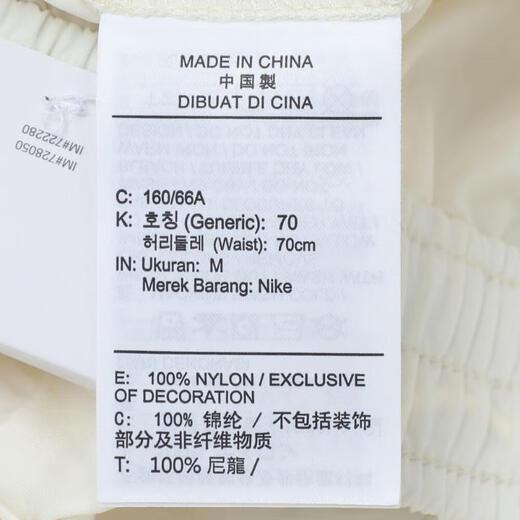 MADE IN CHINA
中国製
DIBUAT DI CINA
C: 160/66A
K: 호칭 (Generic): 70
허리둘레 (Waist): 70cm
IN: Ukuran: M
Merek Barang: Nike
E: 100% NYLON / EXCLUSIVE
OF DECORATION
C: 100% 锦纶 / 不包括装饰
部分及非纤维物质
T: 100% 尼龍 /
IM#722280
IM#728050